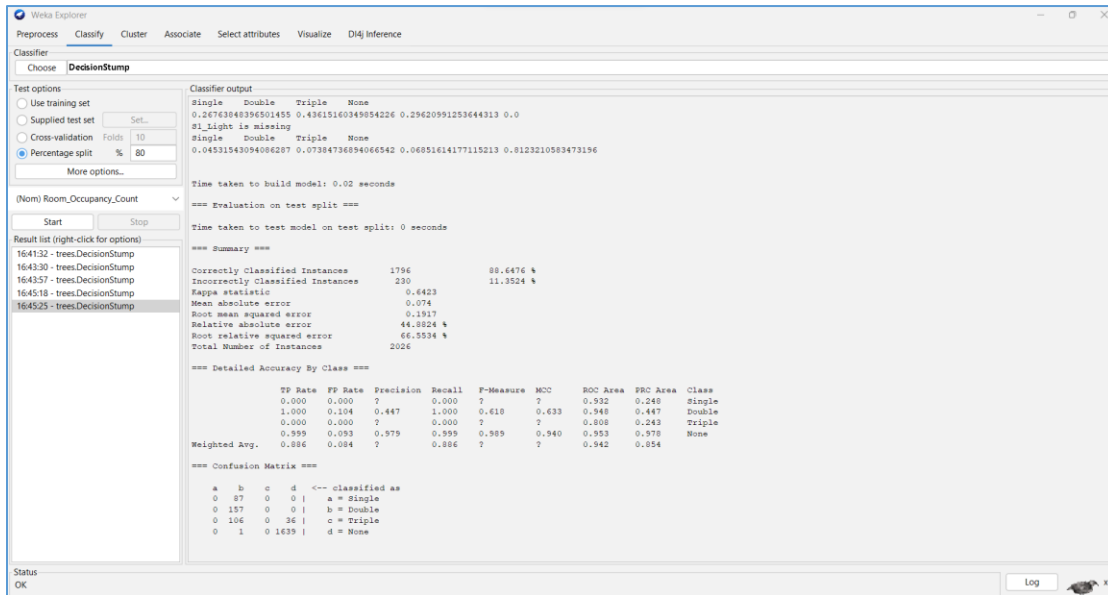 Weka Explorer
Preprocess Classify Cluster Associate Select attributes Visualize Dl4j Inference
Classifier
Choose DecisionStump
Test options
Use training set
Supplied test set Set...
Cross-validation Folds 10
Percentage split % 80
More options...
(Nom) Room_Occupancy_Count
Start Stop
Result list (right-click for options)
16:41:32 - trees.DecisionStump
16:43:30 - trees.DecisionStump
16:43:57 - trees.DecisionStump
16:45:18 - trees.DecisionStump
16:45:25 - trees.DecisionStump
Classifier output
Single Double Triple None
0.26763848396501455 0.43615160349854226 0.29620991253644313 0.0
S1_Light is missing
Single Double Triple None
0.04531543094086287 0.07384736894066542 0.06851614177115213 0.8123210583473196
Time taken to build model: 0.02 seconds
=== Evaluation on test split ===
Time taken to test model on test split: 0 seconds
=== Summary ===
Correctly Classified Instances 1796 88.6476 %
Incorrectly Classified Instances 230 11.3524 %
Kappa statistic 0.6423
Mean absolute error 0.074
Root mean squared error 0.1917
Relative absolute error 44.8824 %
Root relative squared error 66.5534 %
Total Number of Instances 2026
=== Detailed Accuracy By Class ===
TP Rate FP Rate Precision Recall F-Measure MCC ROC Area PRC Area Class
0.000 0.000 ? 0.000 ? ? 0.932 0.248 Single
1.000 0.104 0.447 1.000 0.618 0.633 0.948 0.447 Double
0.000 0.000 ? 0.000 ? ? 0.808 0.243 Triple
0.999 0.093 0.979 0.999 0.989 0.940 0.953 0.978 None
Weighted Avg. 0.886 0.084 ? 0.886 ? ? 0.942 0.854
=== Confusion Matrix ===
a b c d <-- classified as
0 87 0 0 | a = Single
0 157 0 0 | b = Double
0 106 0 36 | c = Triple
0 1 0 1639 | d = None
Status
OK
Log
x